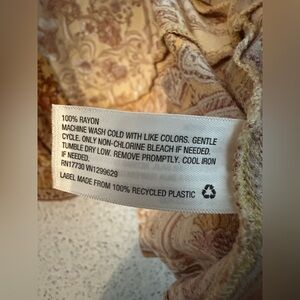 100% RAYON
MACHINE WASH COLD WITH LIKE COLORS. GENTLE
CYCLE. ONLY NON-CHLORINE BLEACH IF NEEDED.
TUMBLE DRY LOW. REMOVE PROMPTLY. COOL IRON
IF NEEDED.
RN17730 VN1299629
LABEL MADE FROM 100% RECYCLED PLASTIC